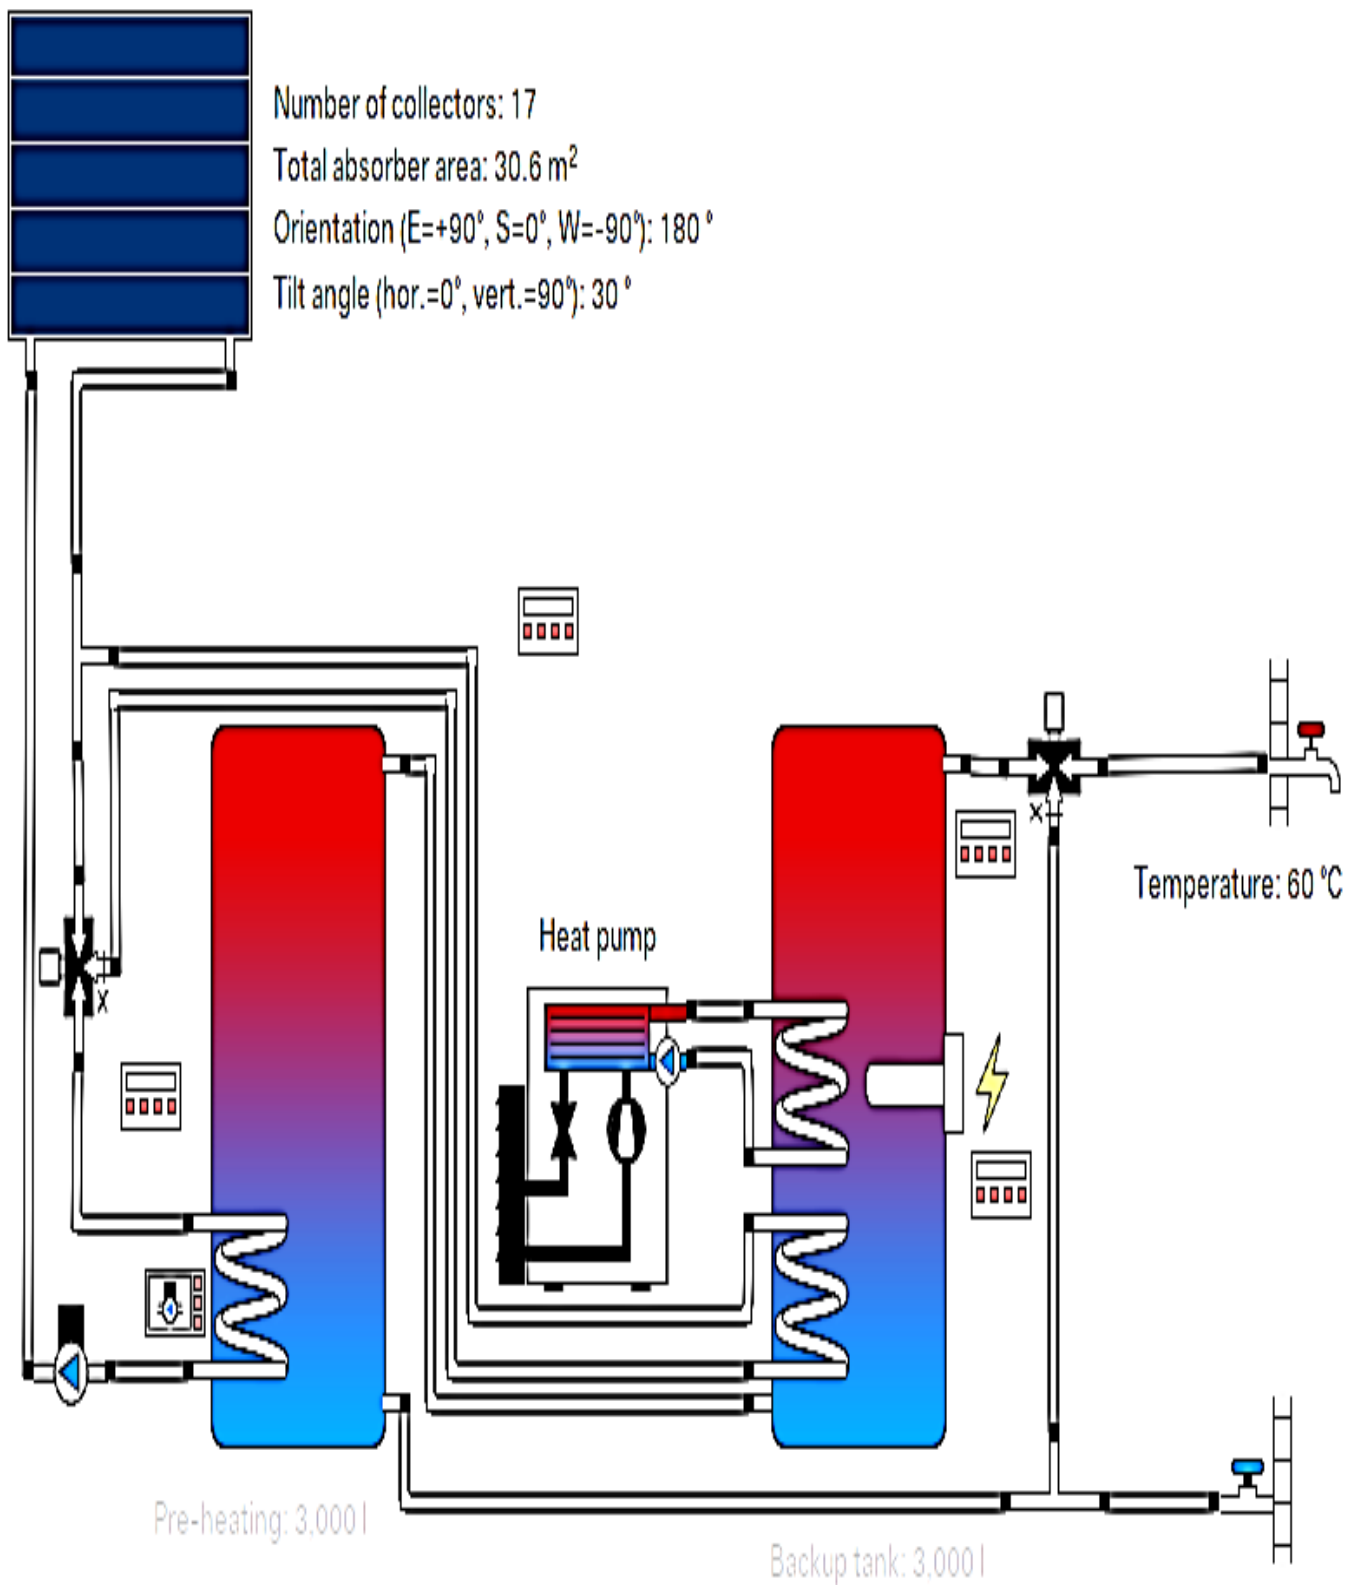 Number of collectors: 17
Total absorber area: 30.6 m²
Orientation (E=+90°, S=0°, W=-90°): 180 °
Tilt angle (hor.=0°, vert.=90°): 30 °
x
Temperature: 60 °C
Heat pump
x
Pre-heating: 3,000 l
Backup tank: 3,000 l